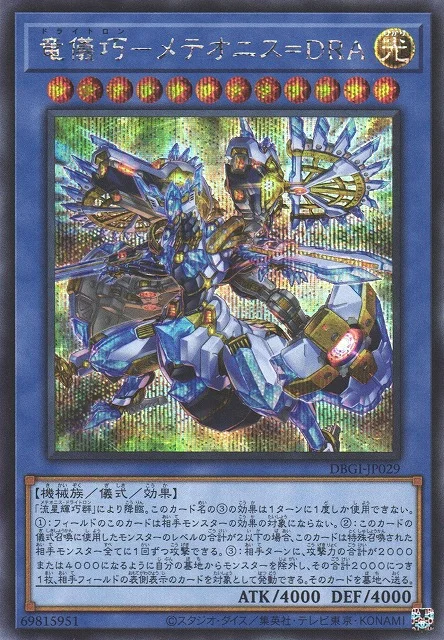 ドライトロン
竜儀巧－メテオニス＝DRA
光
DBGI-JP029
【機械族／儀式／効果】
「流星輝巧群」により降臨。このカード名の③の効果は１ターンに１度しか使用できない。
①：フィールドのこのカードは相手モンスターの効果の対象にならない。②：このカードの
儀式召喚に使用したモンスターのレベルの合計が２以下の場合、このカードは特殊召喚された
相手モンスター全てに１回ずつ攻撃できる。③：相手ターンに、攻撃力の合計が２０００
または４０００になるように自分の墓地からモンスターを除外し、その合計２０００につき
１枚、相手フィールドの表側表示のカードを対象として発動できる。そのカードを墓地へ送る。
ATK/4000 DEF/4000
69815951
©スタジオ・ダイス/集英社・テレビ東京・KONAMI